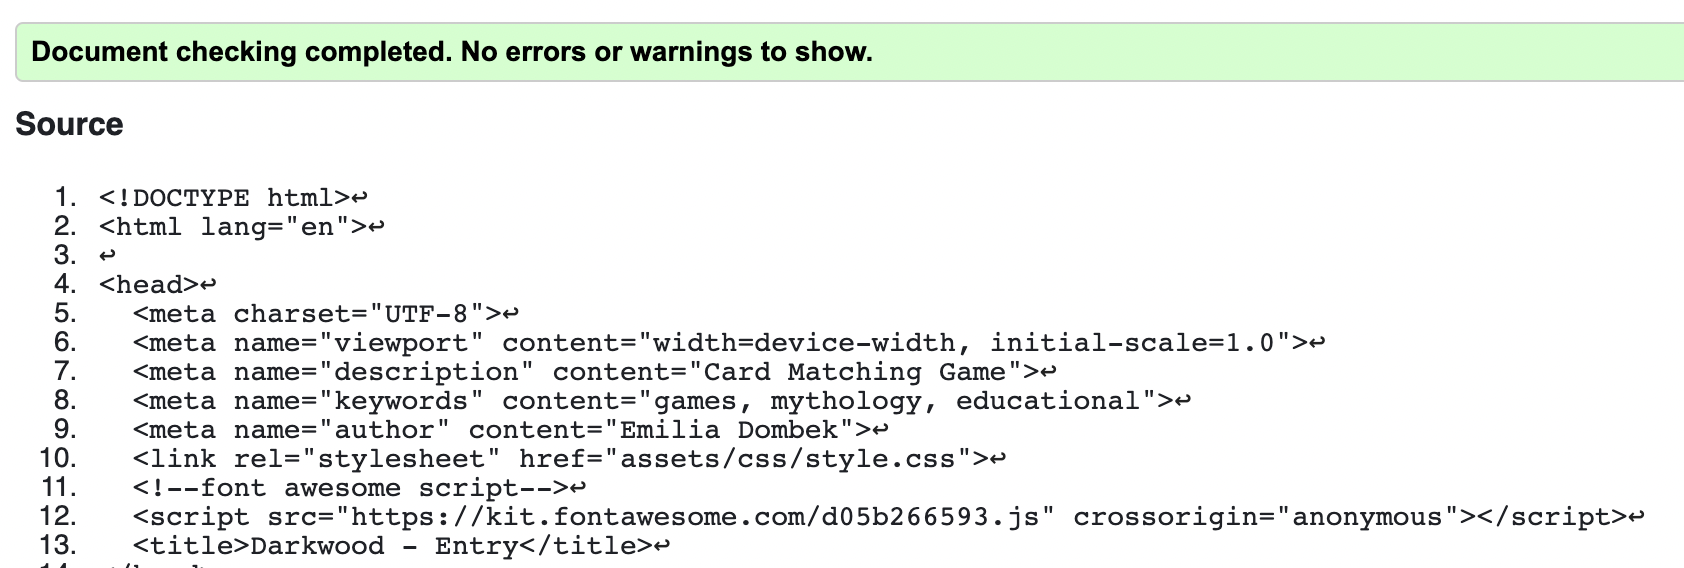 Document checking completed. No errors or warnings to show.
Source
1. <!DOCTYPE html>↩
2. <html lang="en">↩
3. ↩
4. <head>↩
5. <meta charset="UTF-8">↩
6. <meta name="viewport" content="width=device-width, initial-scale=1.0">↩
7. <meta name="description" content="Card Matching Game">↩
8. <meta name="keywords" content="games, mythology, educational">↩
9. <meta name="author" content="Emilia Dombek">↩
10. <link rel="stylesheet" href="assets/css/style.css">↩
11. <!--font awesome script-->↩
12. <script src="https://kit.fontawesome.com/d05b266593.js" crossorigin="anonymous"></script>↩
13. <title>Darkwood - Entry</title>↩